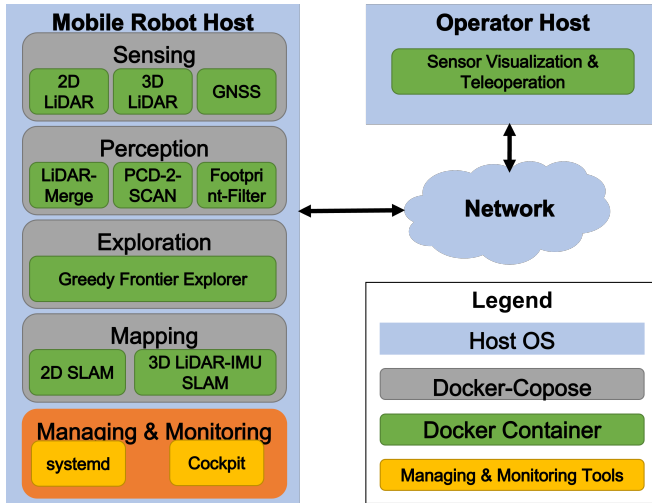 Mobile Robot Host
Sensing
2D
LiDAR
3D
LiDAR
GNSS
Perception
LiDAR-
Merge
PCD-2-
SCAN
Footpri
nt-Filter
Exploration
Greedy Frontier Explorer
Mapping
2D SLAM
3D LiDAR-IMU
SLAM
Managing & Monitoring
systemd
Cockpit
Operator Host
Sensor Visualization &
Teleoperation
Network
Legend
Host OS
Docker-Copose
Docker Container
Managing & Monitoring Tools